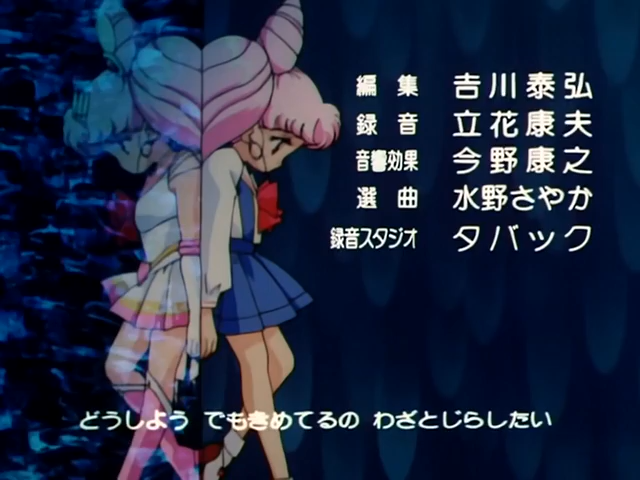 編集 吉川泰弘
録音 立花康夫
音響効果 今野康之
選曲 水野さやか
録音スタジオ タバック
どうしよう でもきめてるの わざとじらしたい